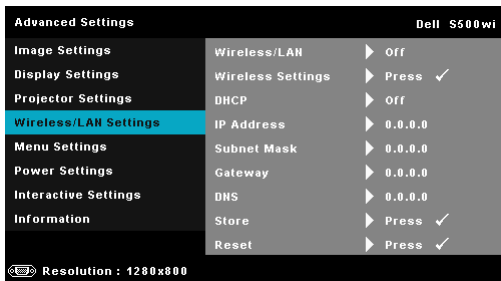 Advanced Settings Dell S500wi
Image Settings
Display Settings
Projector Settings
Wireless/LAN Settings
Menu Settings
Power Settings
Interactive Settings
Information
Wireless/LAN Off
Wireless Settings Press ✓
DHCP Off
IP Address 0.0.0.0
Subnet Mask 0.0.0.0
Gateway 0.0.0.0
DNS 0.0.0.0
Store Press ✓
Reset Press ✓
Resolution : 1280x800